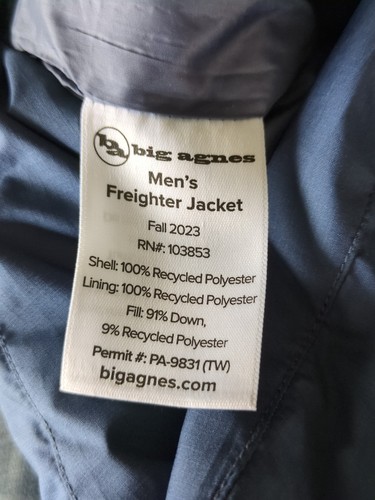 ba big agnes
Men's
Freighter Jacket
Fall 2023
RN#: 103853
Shell: 100% Recycled Polyester
Lining: 100% Recycled Polyester
Fill: 91% Down,
9% Recycled Polyester
Permit #: PA-9831 (TW)
bigagnes.com